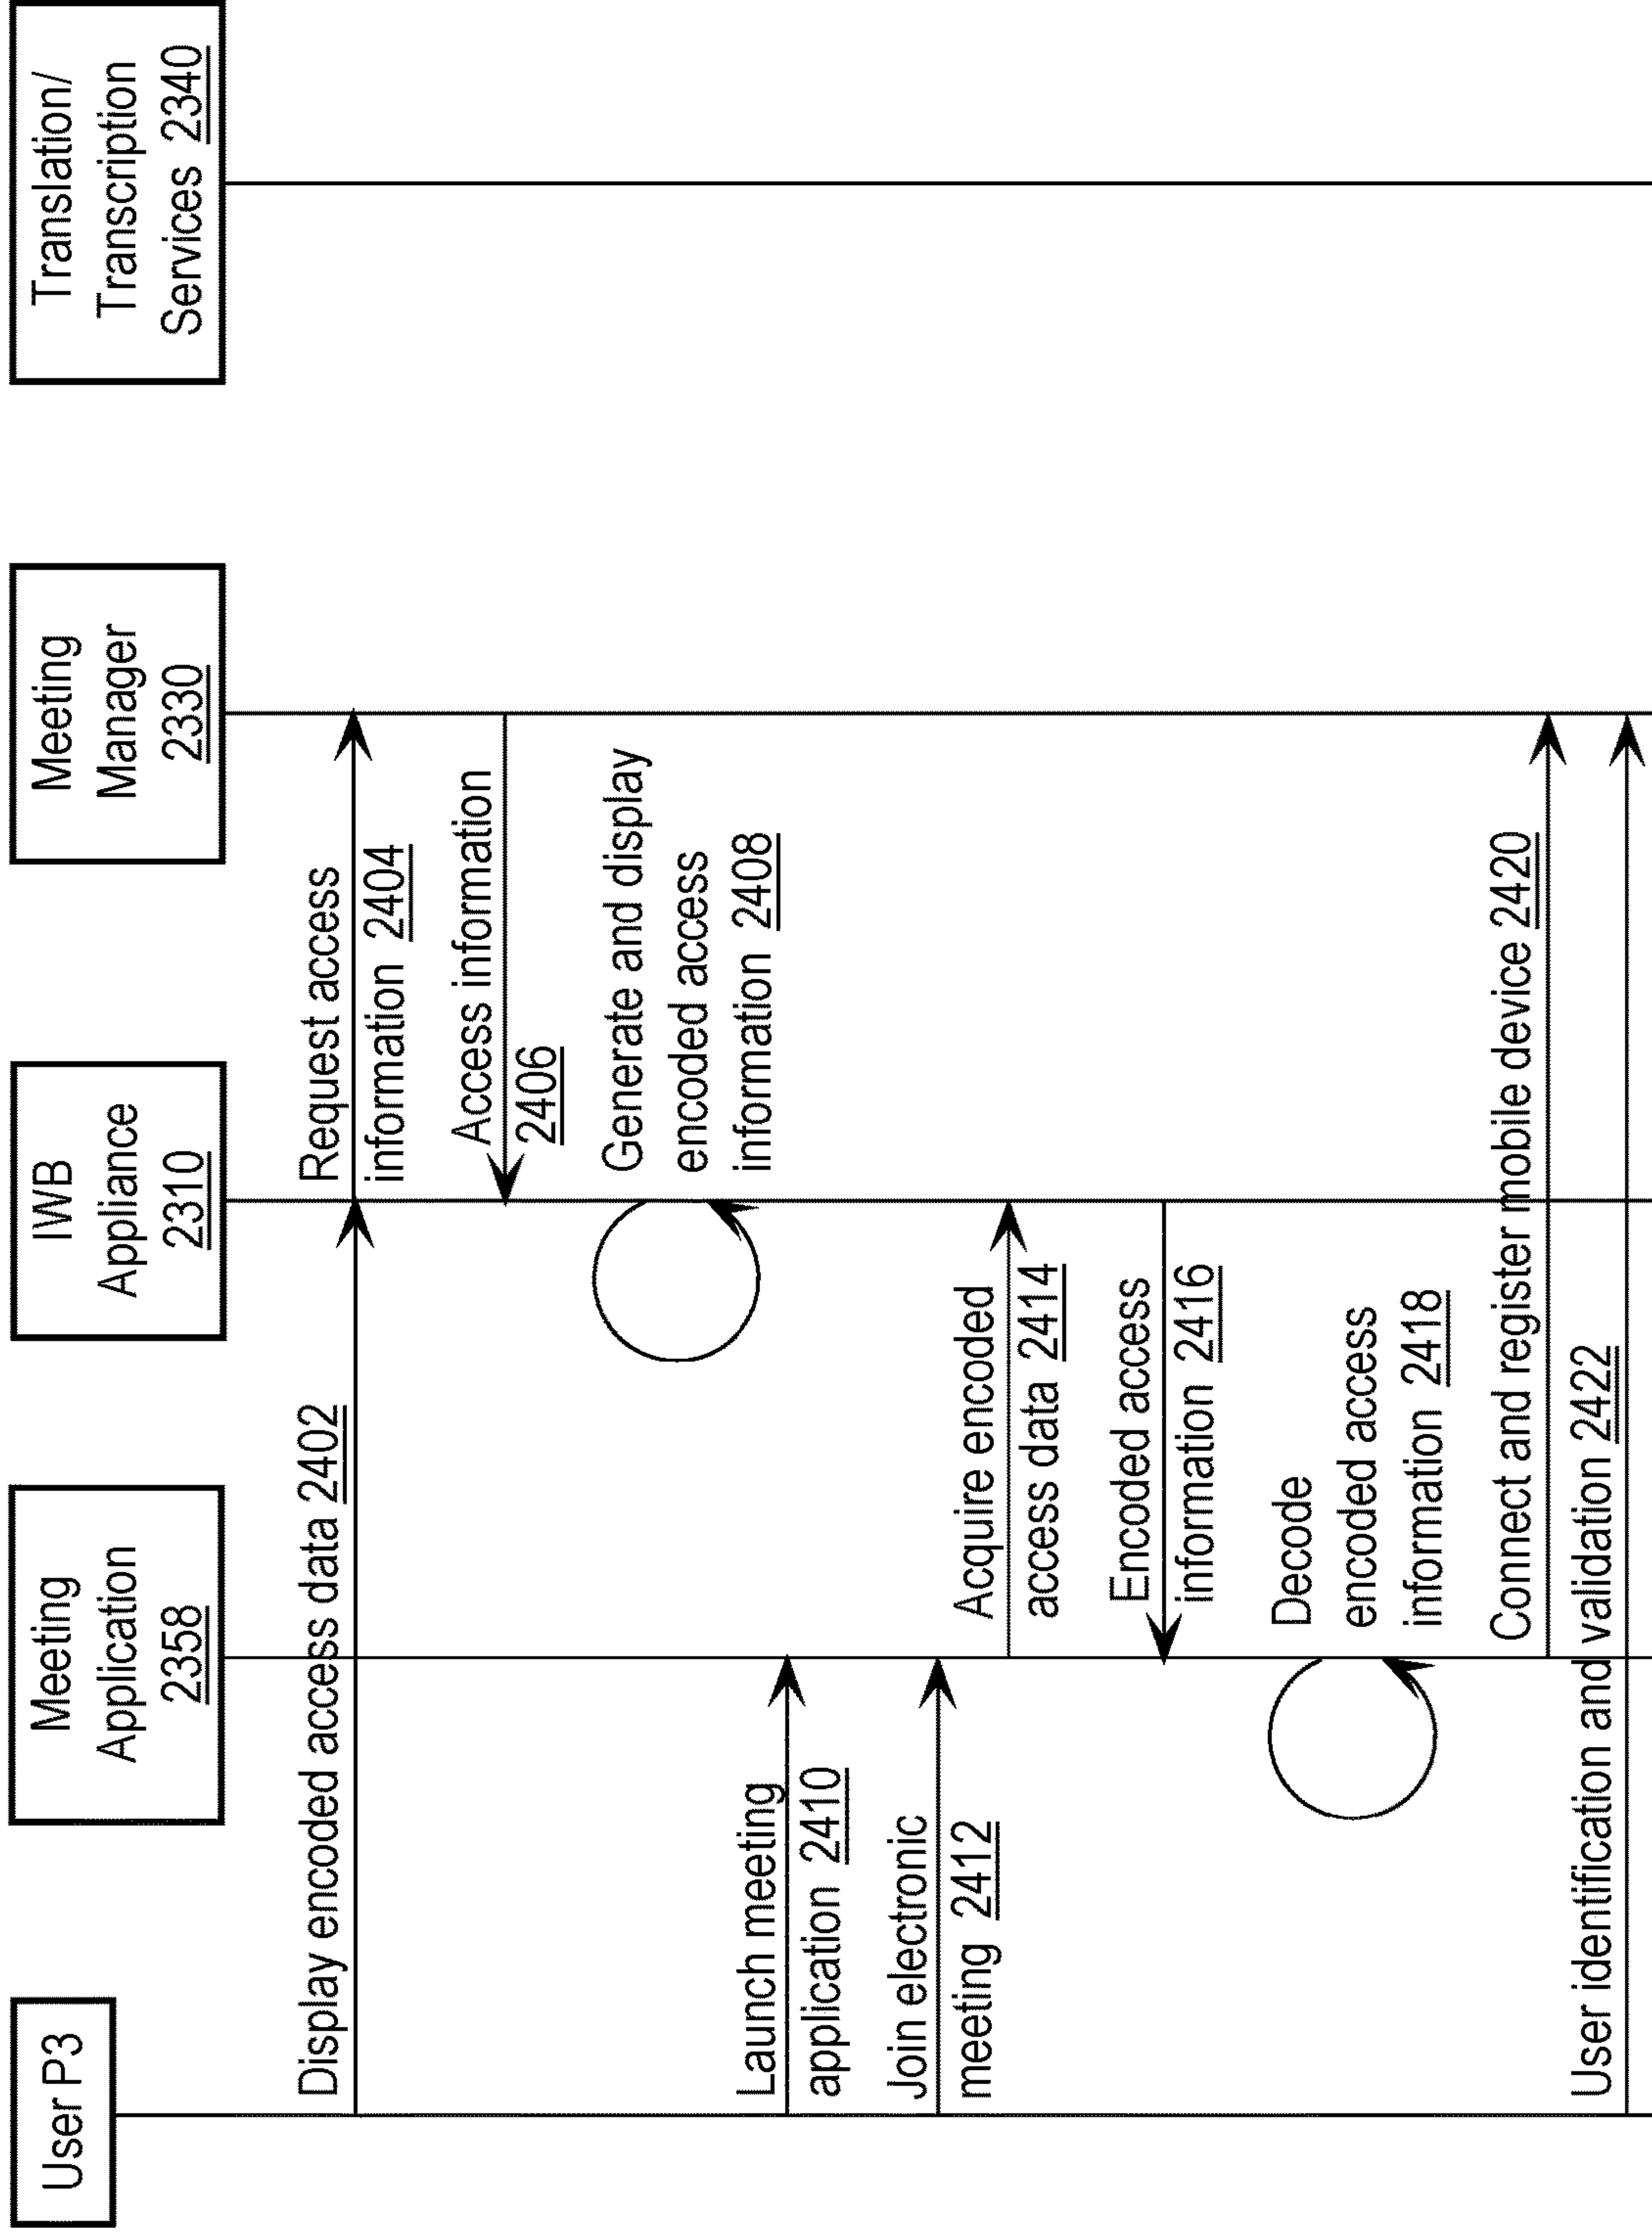 User P3
Meeting
Application
2358
IWB
Appliance
2310
Meeting
Manager
2330
Translation/
Transcription
Services 2340
Display encoded access data 2402
Request access
information 2404
Access information
2406
Generate and display
encoded access
information 2408
Launch meeting
application 2410
Join electronic
meeting 2412
Acquire encoded
access data 2414
Encoded access
information 2416
Decode
encoded access
information 2418
Connect and register mobile device 2420
User identification and validation 2422